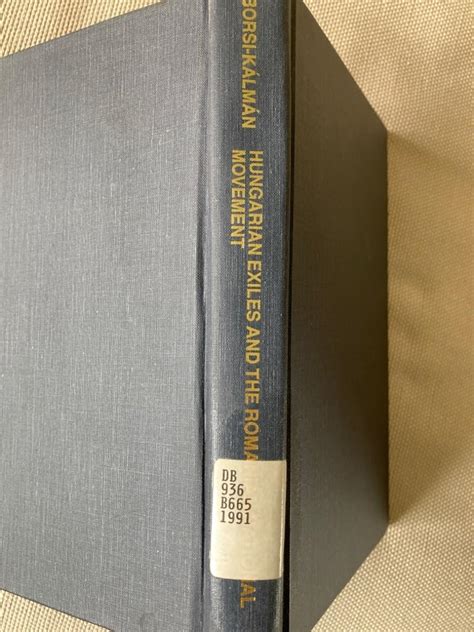 BORSI-KÁLMÁN
HUNGARIAN EXILES AND THE ROMA
AL
MOVEMENT
DB
936
B665
1991